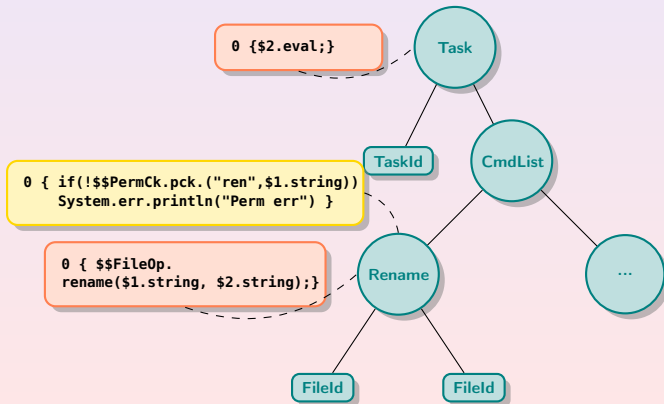 0 {$2.eval;}
Task
TaskId
CmdList
0 { if(!$$PermCk.pck.("ren",$1.string))
System.err.println("Perm err") }
0 { $$FileOp.
rename($1.string, $2.string);}
Rename
...
FileId
FileId